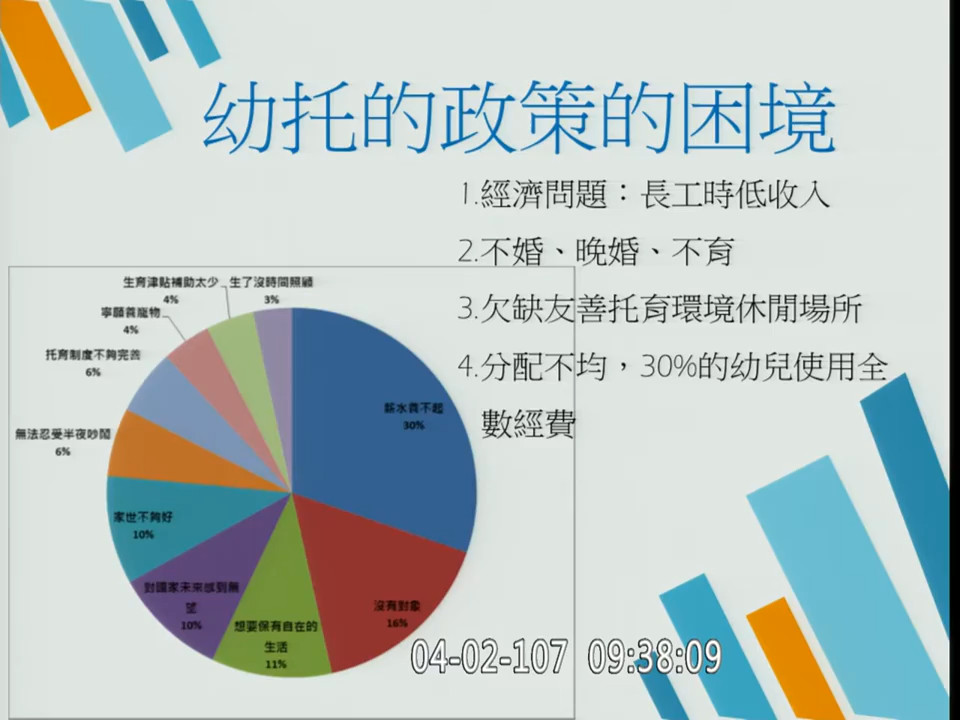 幼托的政策的困境
1.經濟問題：長工時低收入
2.不婚、晚婚、不育
3.欠缺友善托育環境休閒場所
4.分配不均，30%的幼兒使用全
數經費
生育津貼補助太少
4%
生了沒時間照顧
3%
寧願養寵物
4%
托育制度不夠完善
6%
無法忍受半夜吵鬧
6%
家世不夠好
10%
對國家未來感到無
望
10%
想要保有自在的
生活
11%
沒有對象
16%
薪水養不起
30%
04-02-107 09:38:09